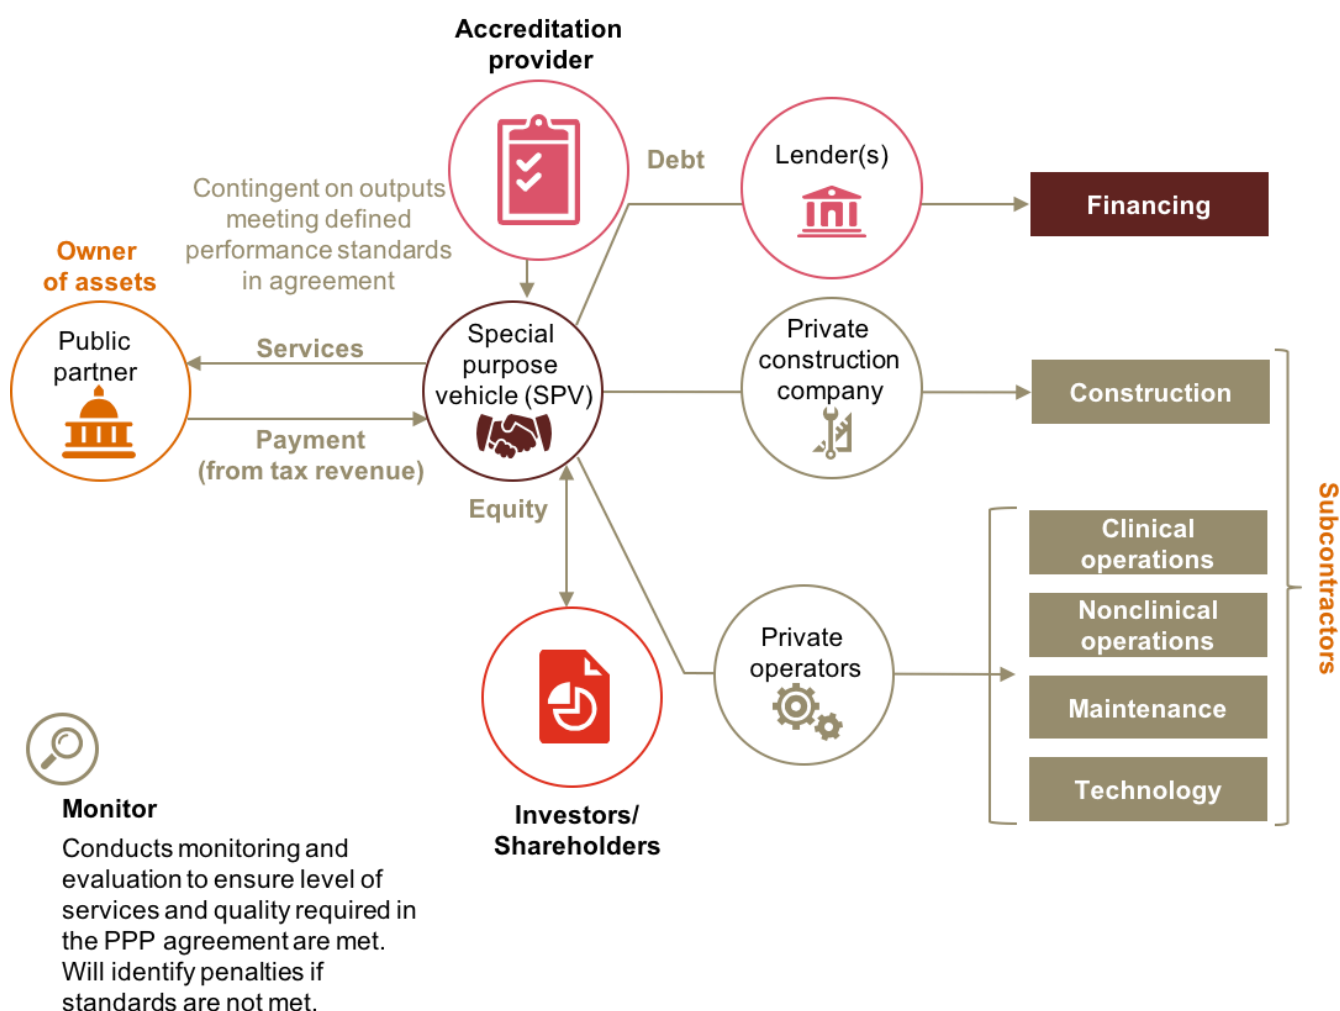 Accreditation
provider
Debt
Lender(s)
Financing
Contingent on outputs
meeting defined
performance standards
in agreement
Owner
of assets
Public
partner
Services
Payment
(from tax revenue)
Special
purpose
vehicle (SPV)
Private
construction
company
Construction
Equity
Clinical
operations
Nonclinical
operations
Maintenance
Technology
Subcontractors
Private
operators
Investors/
Shareholders
Monitor
Conducts monitoring and
evaluation to ensure level of
services and quality required in
the PPP agreement are met.
Will identify penalties if
standards are not met.